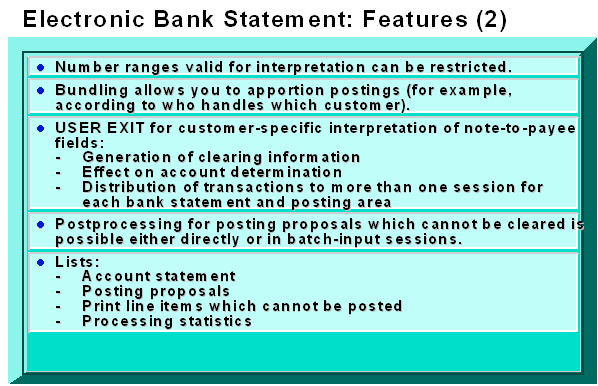 Electronic Bank Statement: Features (2)
● Number ranges valid for interpretation can be restricted.
● Bundling allows you to apportion postings (for example,
according to who handles which customer).
● USER EXIT for customer-specific interpretation of note-to-payee
fields:
- Generation of clearing information
- Effect on account determination
- Distribution of transactions to more than one session for
each bank statement and posting area
● Postprocessing for posting proposals which cannot be cleared is
possible either directly or in batch-input sessions.
● Lists:
- Account statement
- Posting proposals
- Print line items which cannot be posted
- Processing statistics